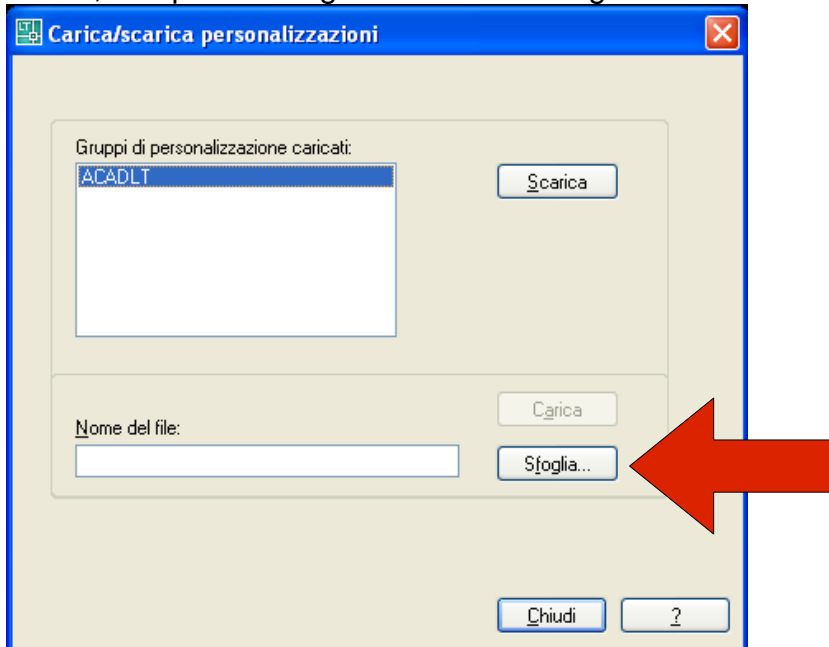 Carica/scarica personalizzazioni
Gruppi di personalizzazione caricati:
ACADLT
Scarica
Carica
Nome del file:
Sfoglia...
Chiudi
?